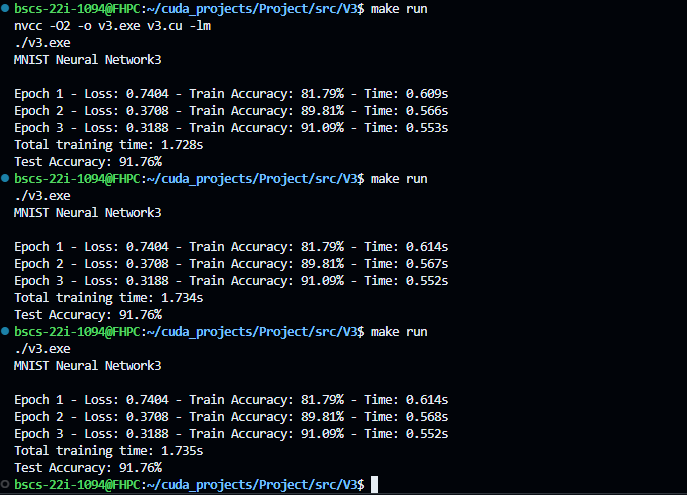 bscs-22i-1094@FHPC:~/cuda_projects/Project/src/V3$ make run
nvcc -O2 -o v3.exe v3.cu -lm
./v3.exe
MNIST Neural Network3

Epoch 1 - Loss: 0.7404 - Train Accuracy: 81.79% - Time: 0.609s
Epoch 2 - Loss: 0.3708 - Train Accuracy: 89.81% - Time: 0.566s
Epoch 3 - Loss: 0.3188 - Train Accuracy: 91.09% - Time: 0.553s
Total training time: 1.728s
Test Accuracy: 91.76%
bscs-22i-1094@FHPC:~/cuda_projects/Project/src/V3$ make run
./v3.exe
MNIST Neural Network3

Epoch 1 - Loss: 0.7404 - Train Accuracy: 81.79% - Time: 0.614s
Epoch 2 - Loss: 0.3708 - Train Accuracy: 89.81% - Time: 0.567s
Epoch 3 - Loss: 0.3188 - Train Accuracy: 91.09% - Time: 0.552s
Total training time: 1.734s
Test Accuracy: 91.76%
bscs-22i-1094@FHPC:~/cuda_projects/Project/src/V3$ make run
./v3.exe
MNIST Neural Network3

Epoch 1 - Loss: 0.7404 - Train Accuracy: 81.79% - Time: 0.614s
Epoch 2 - Loss: 0.3708 - Train Accuracy: 89.81% - Time: 0.568s
Epoch 3 - Loss: 0.3188 - Train Accuracy: 91.09% - Time: 0.552s
Total training time: 1.735s
Test Accuracy: 91.76%
bscs-22i-1094@FHPC:~/cuda_projects/Project/src/V3$